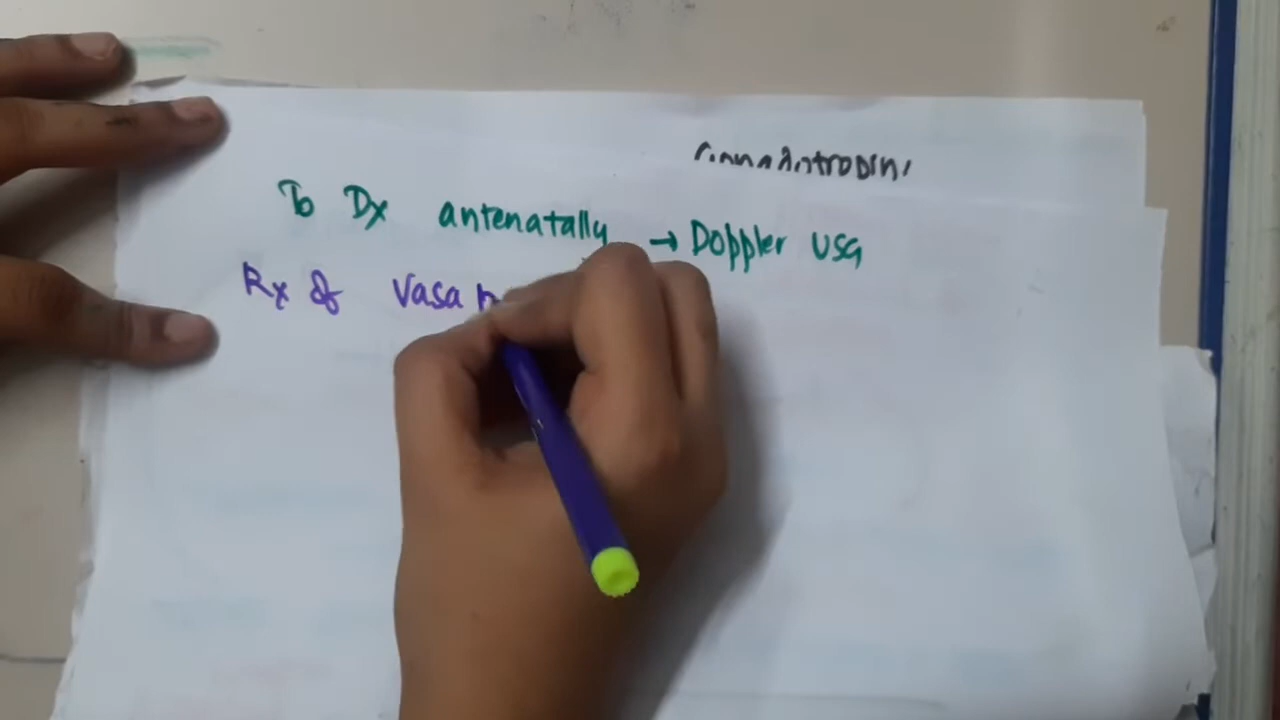 To Dx antenatally → Doppler USG
Rx of Vasa